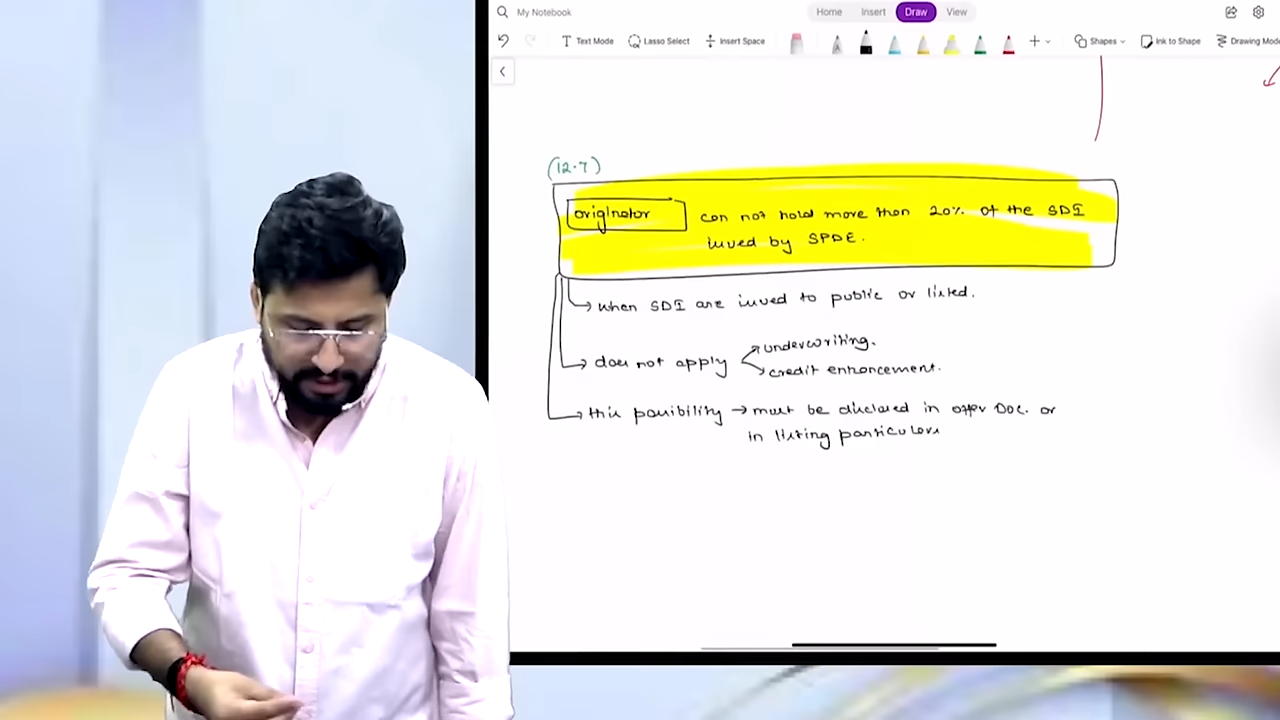 My Notebook
Home Insert Draw View
Text Mode Lasso Select Insert Space Shapes Ink to Shape Drawing Mod
(12.7)
originator can not hold more than 20% of the SDI
issued by SPDE.
when SDI are issued to public or listed.
does not apply
underwriting.
credit enhancement.
this possibility → must be disclosed in offer Doc. or
in listing particulars